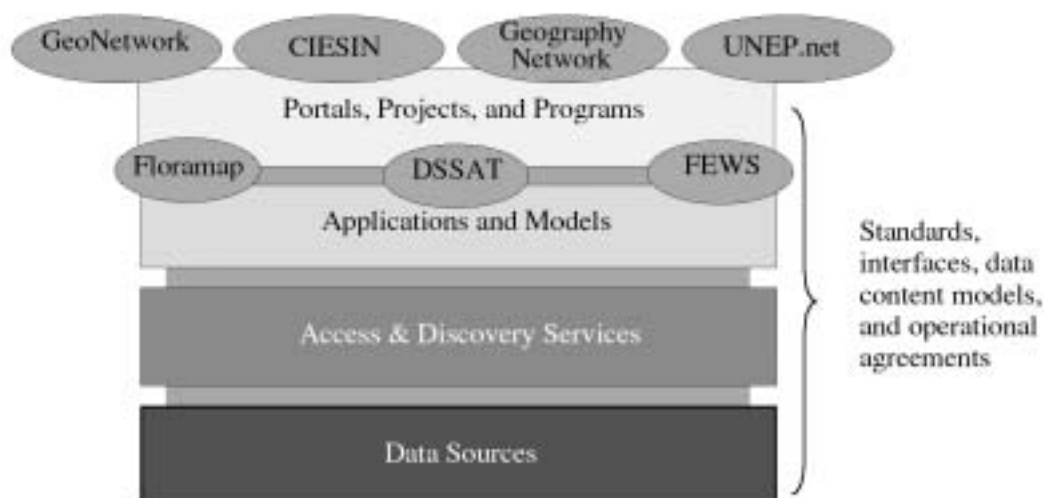 GeoNetwork
CIESIN
Geography
Network
UNEP.net
Portals, Projects, and Programs
Floramap
DSSAT
FEWS
Applications and Models
Access & Discovery Services
Data Sources
Standards,
interfaces, data
content models,
and operational
agreements